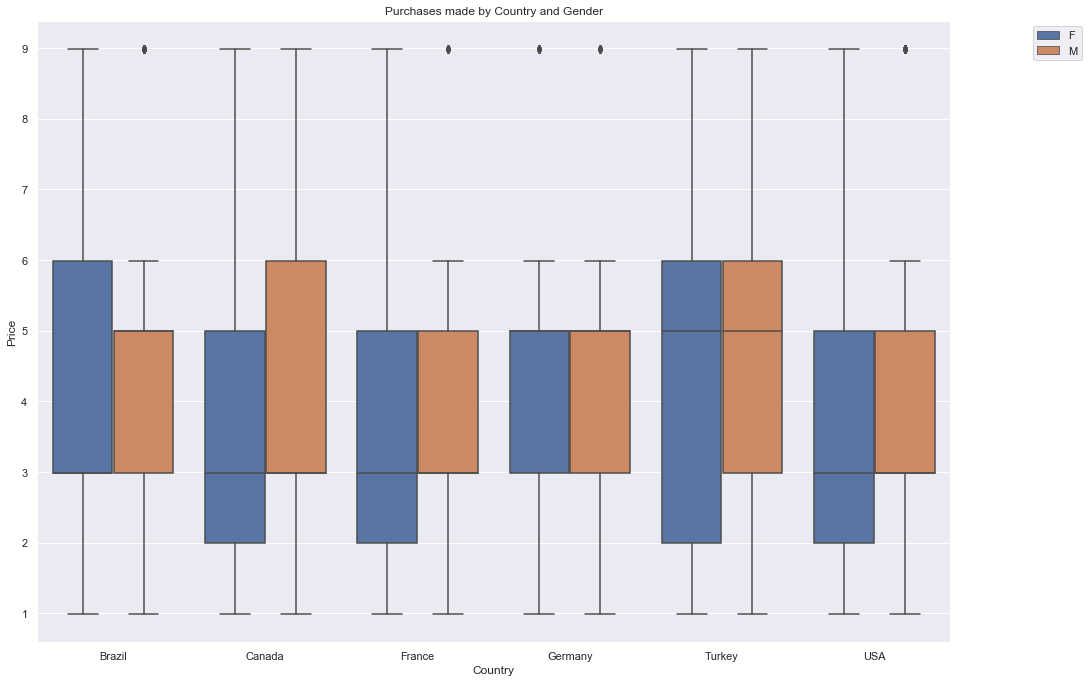 Purchases made by Country and Gender
F
M
9
8
7
6
5
4
3
2
1
Price
Brazil Canada France Germany Turkey USA
Country